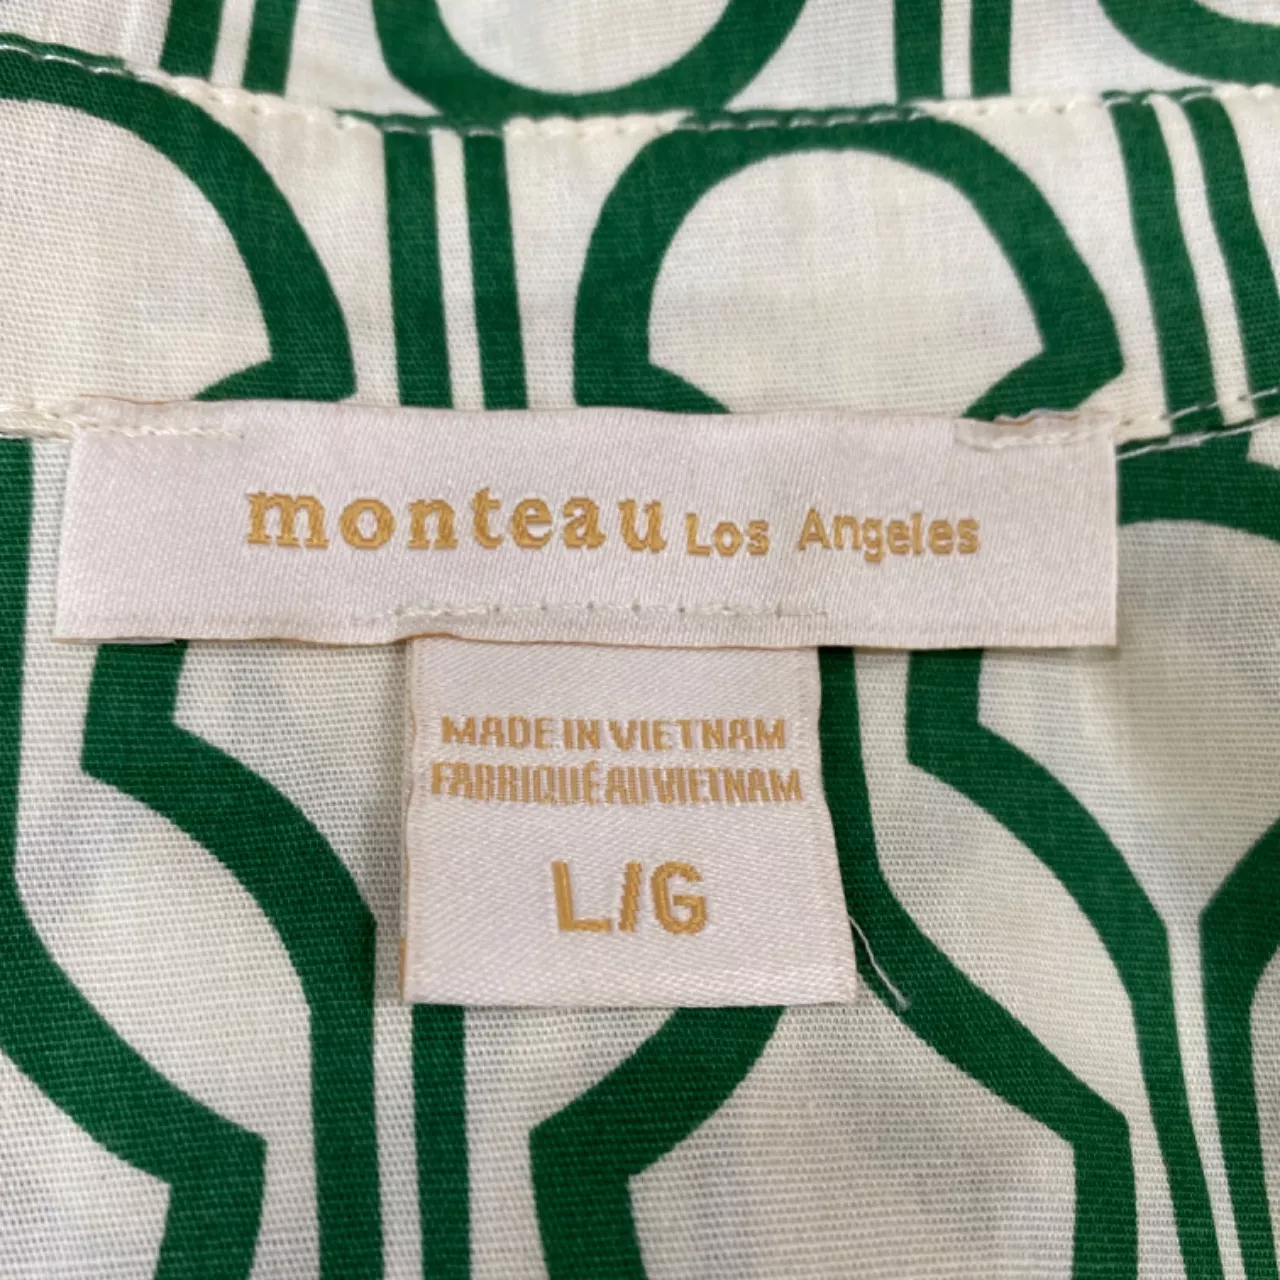 monteau Los Angeles
MADE IN VIETNAM
FABRIQUÉ AU VIETNAM
L/G